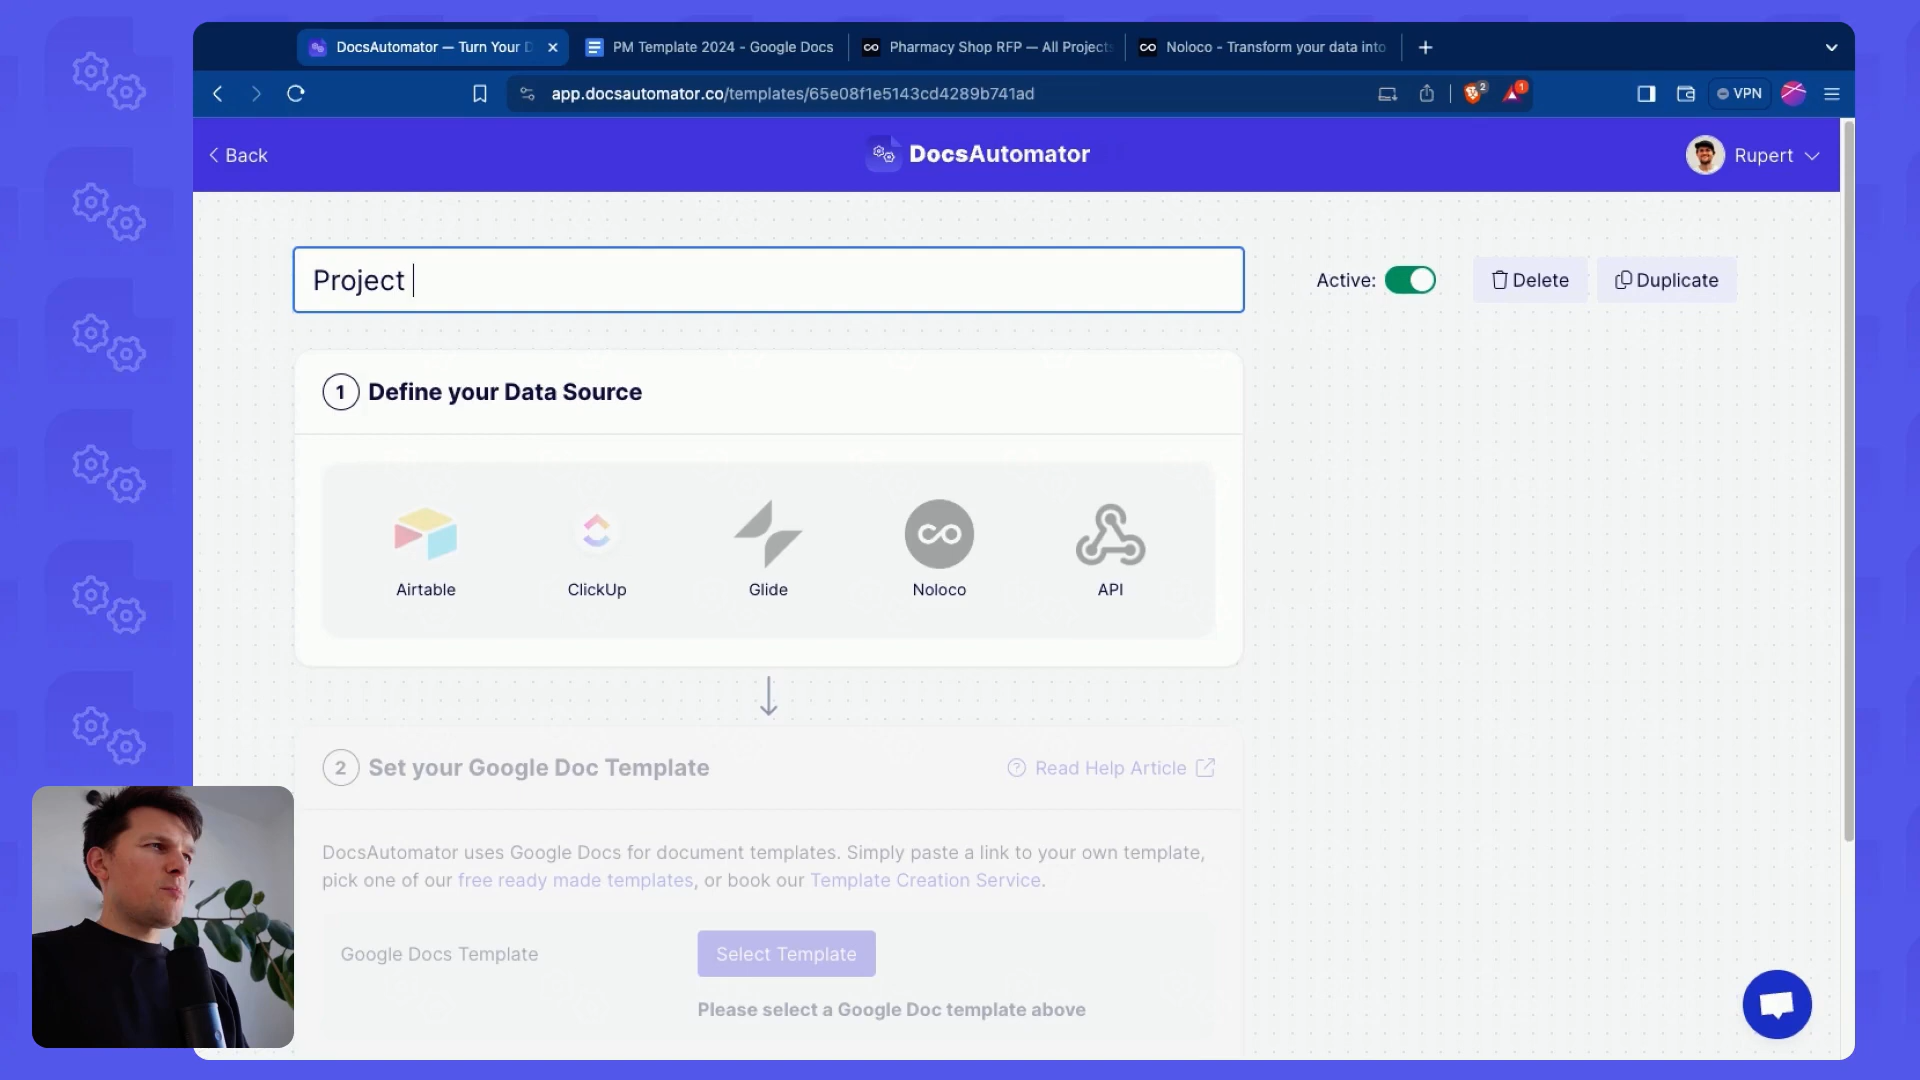 DocsAutomator — Turn Your D
PM Template 2024 - Google Docs
Pharmacy Shop RFP — All Projects
Noloco - Transform your data into
app.docsautomator.co/templates/65e08f1e5143cd4289b741ad
2
1
VPN
Back
DocsAutomator
Rupert
Project
Active:
Delete
Duplicate
1 Define your Data Source
Airtable
ClickUp
Glide
Noloco
API
2 Set your Google Doc Template
Read Help Article
DocsAutomator uses Google Docs for document templates. Simply paste a link to your own template,
pick one of our free ready made templates, or book our Template Creation Service.
Google Docs Template
Select Template
Please select a Google Doc template above